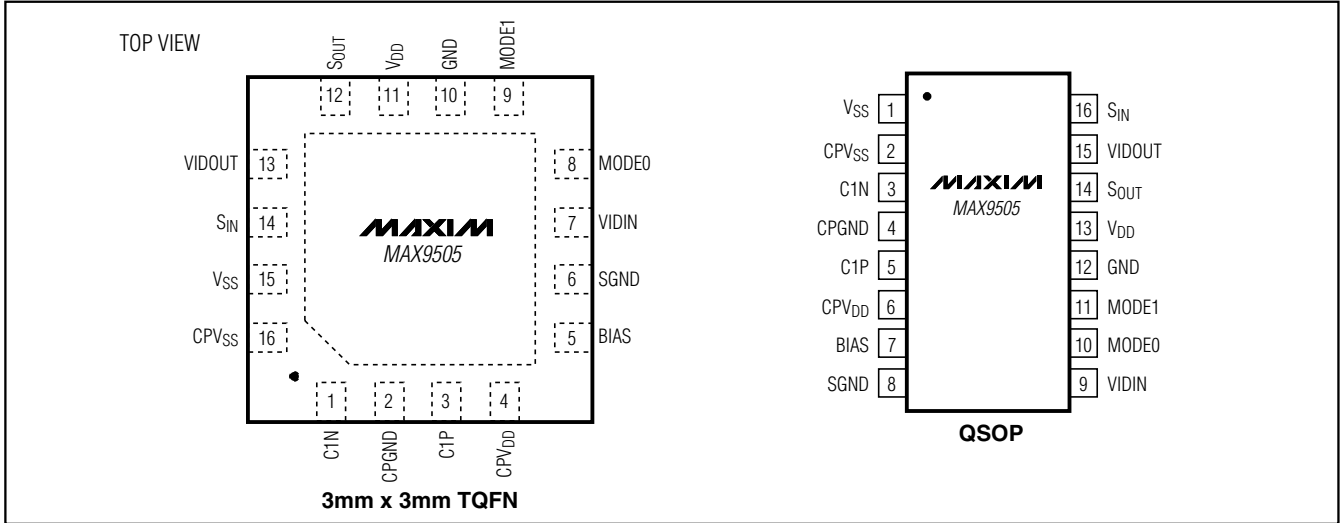 TOP VIEW
SOUT
VDD
GND
MODE1
12
11
10
9
VIDOUT
13
SIN
14
VSS
15
CPVSS
16
MAXIM
MAX9505
8
MODE0
7
VIDIN
6
SGND
5
BIAS
1
2
3
4
C1N
CPGND
C1P
CPVDD
3mm x 3mm TQFN
VSS
1
CPVSS
2
C1N
3
CPGND
4
C1P
5
CPVDD
6
BIAS
7
SGND
8
MAXIM
MAX9505
16
SIN
15
VIDOUT
14
SOUT
13
VDD
12
GND
11
MODE1
10
MODE0
9
VIDIN
QSOP